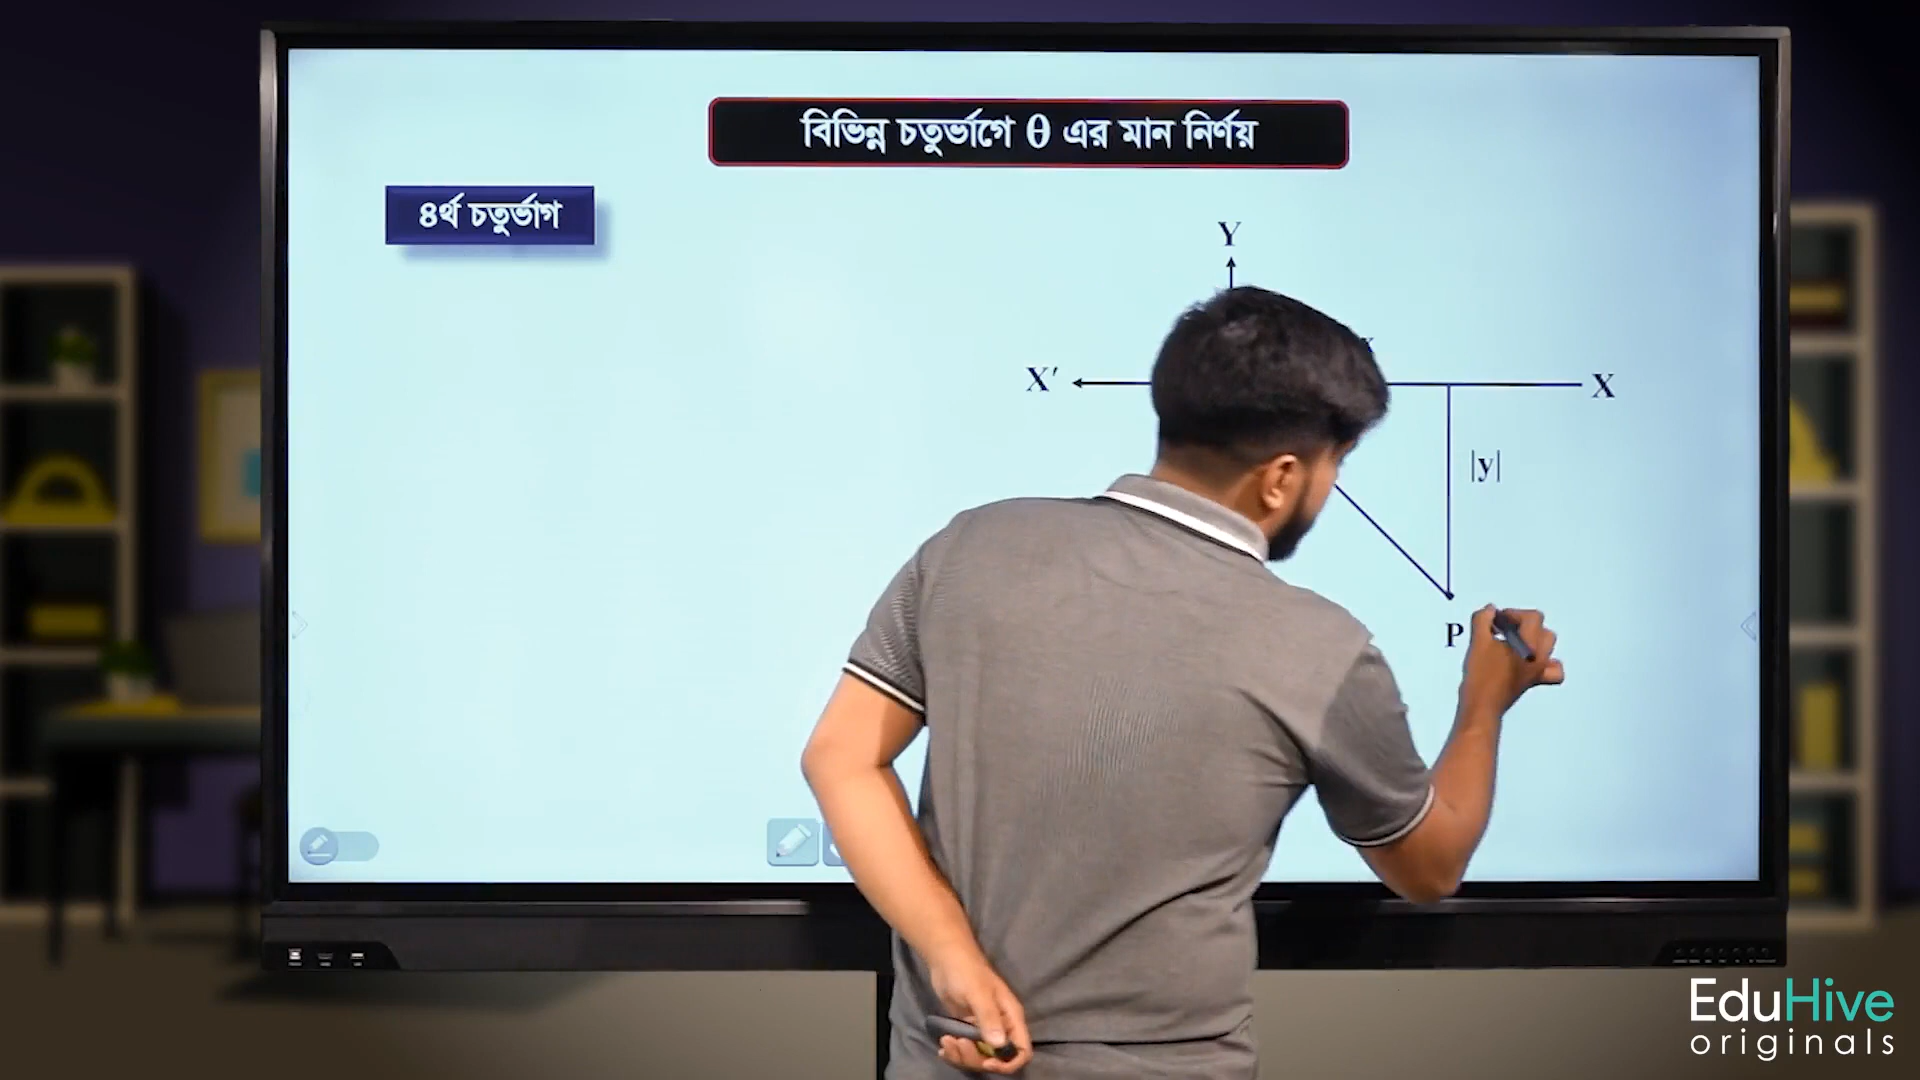 বিভিন্ন চতুর্ভাগে θ এর মান নির্ণয়
৪র্থ চতুর্ভাগ
Y
X′
X
|y|
P
EduHive
originals